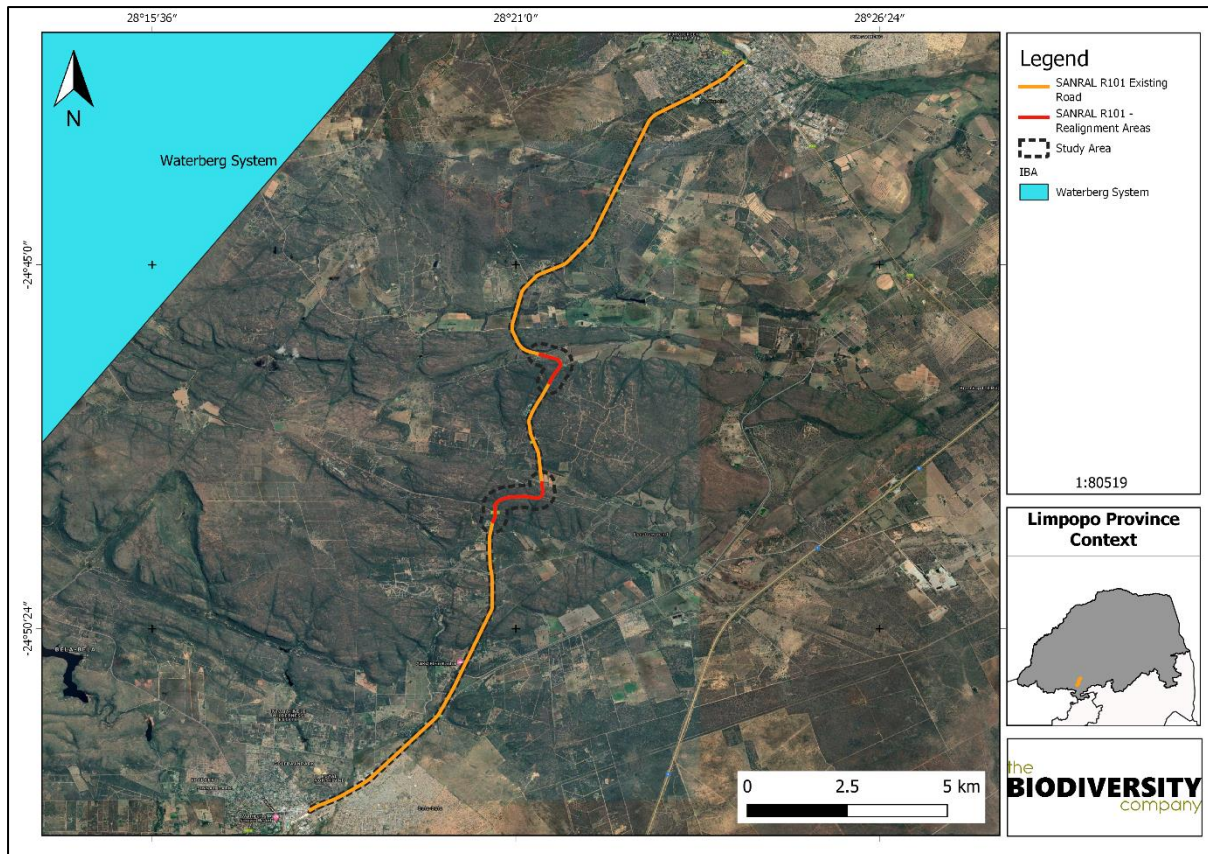 28°15'36"
28°21'0"
28°26'24"
N
Waterberg System
-24°45'0"
-24°50'24"
BELA-BELA
0
2.5
5 km
Legend
SANRAL R101 Existing
Road
SANRAL R101 -
Realignment Areas
Study Area
IBA
Waterberg System
1:80519
Limpopo Province
Context
the
BIODIVERSITY
company